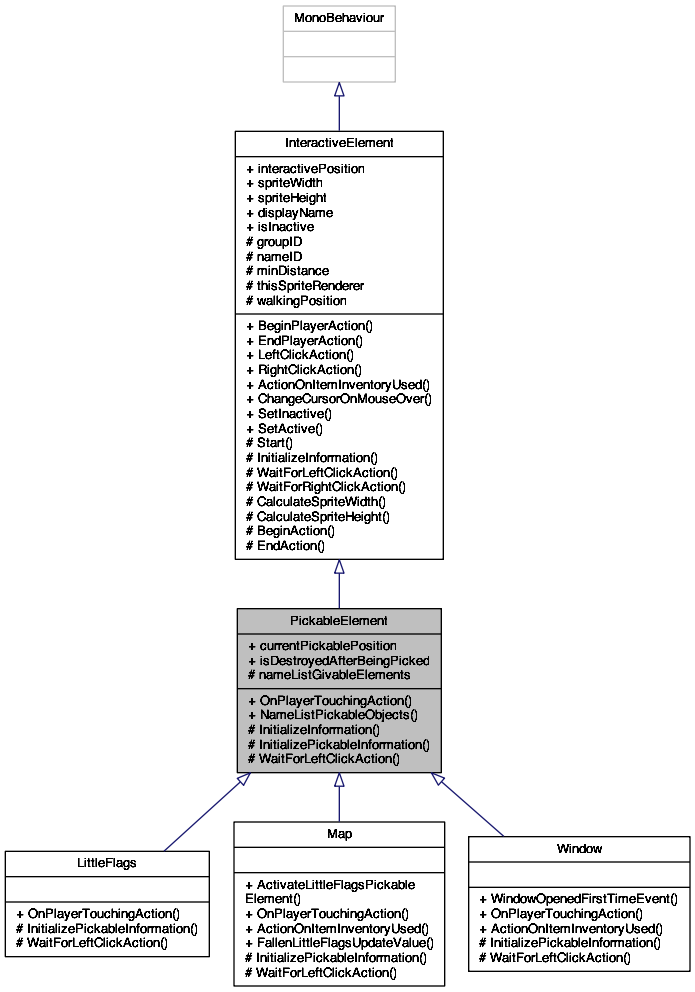 MonoBehaviour
InteractiveElement
+ interactivePosition
+ spriteWidth
+ spriteHeight
+ displayName
+ isInactive
# groupID
# nameID
# minDistance
# thisSpriteRenderer
# walkingPosition
+ BeginPlayerAction()
+ EndPlayerAction()
+ LeftClickAction()
+ RightClickAction()
+ ActionOnItemInventoryUsed()
+ ChangeCursorOnMouseOver()
+ SetInactive()
+ SetActive()
# Start()
# InitializeInformation()
# WaitForLeftClickAction()
# WaitForRightClickAction()
# CalculateSpriteWidth()
# CalculateSpriteHeight()
# BeginAction()
# EndAction()
PickableElement
+ currentPickablePosition
+ isDestroyedAfterBeingPicked
# nameListGivableElements
+ OnPlayerTouchingAction()
+ NameListPickableObjects()
# InitializeInformation()
# InitializePickableInformation()
# WaitForLeftClickAction()
LittleFlags
+ OnPlayerTouchingAction()
# InitializePickableInformation()
# WaitForLeftClickAction()
Map
+ ActivateLittleFlagsPickable
Element()
+ OnPlayerTouchingAction()
+ ActionOnItemInventoryUsed()
+ FallenLittleFlagsUpdateValue()
# InitializePickableInformation()
# WaitForLeftClickAction()
Window
+ WindowOpenedFirstTimeEvent()
+ OnPlayerTouchingAction()
+ ActionOnItemInventoryUsed()
# InitializePickableInformation()
# WaitForLeftClickAction()